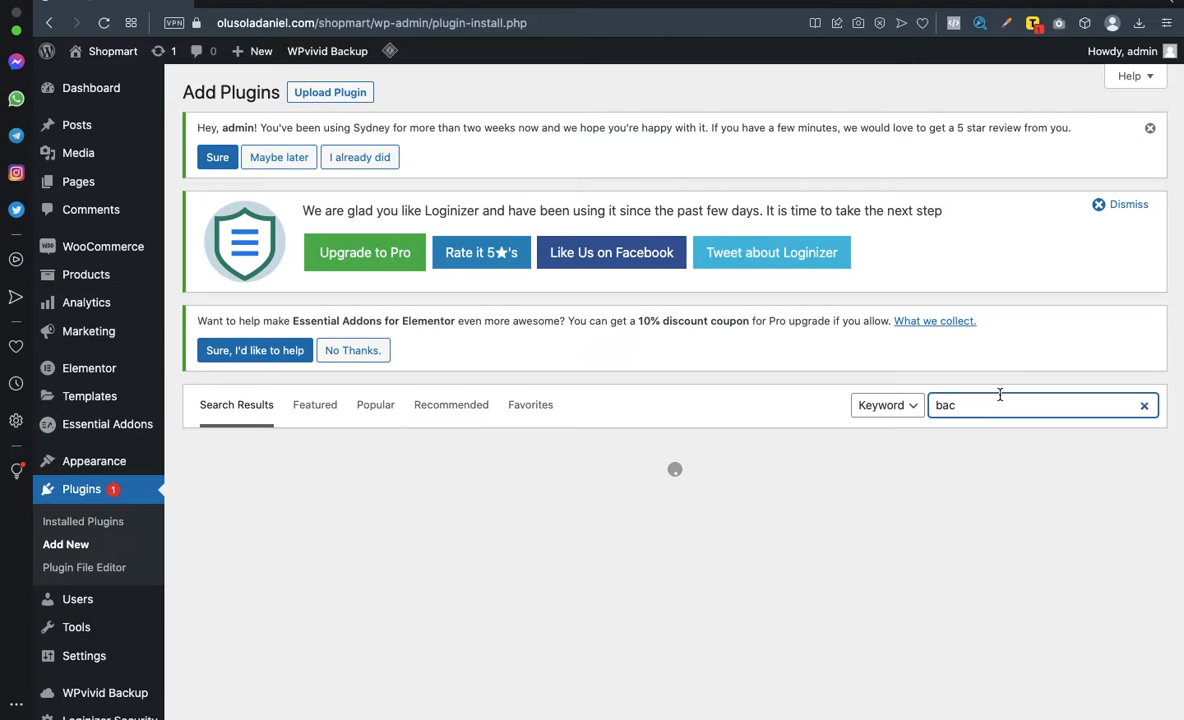 VPN olusoladaniel.com/shopmart/wp-admin/plugin-install.php
Shopmart 1 0 New WPvivid Backup Howdy, admin
Dashboard
Posts
Media
Pages
Comments
WooCommerce
Products
Analytics
Marketing
Elementor
Templates
Essential Addons
Appearance
Plugins 1
Installed Plugins
Add New
Plugin File Editor
Users
Tools
Settings
WPvivid Backup
Loginizer Security
Help
Add Plugins Upload Plugin
Hey, admin! You've been using Sydney for more than two weeks now and we hope you're happy with it. If you have a few minutes, we would love to get a 5 star review from you.
Sure Maybe later I already did
We are glad you like Loginizer and have been using it since the past few days. It is time to take the next step
Dismiss
Upgrade to Pro Rate it 5★'s Like Us on Facebook Tweet about Loginizer
Want to help make Essential Addons for Elementor even more awesome? You can get a 10% discount coupon for Pro upgrade if you allow. What we collect.
Sure, I'd like to help No Thanks.
Search Results Featured Popular Recommended Favorites Keyword bac